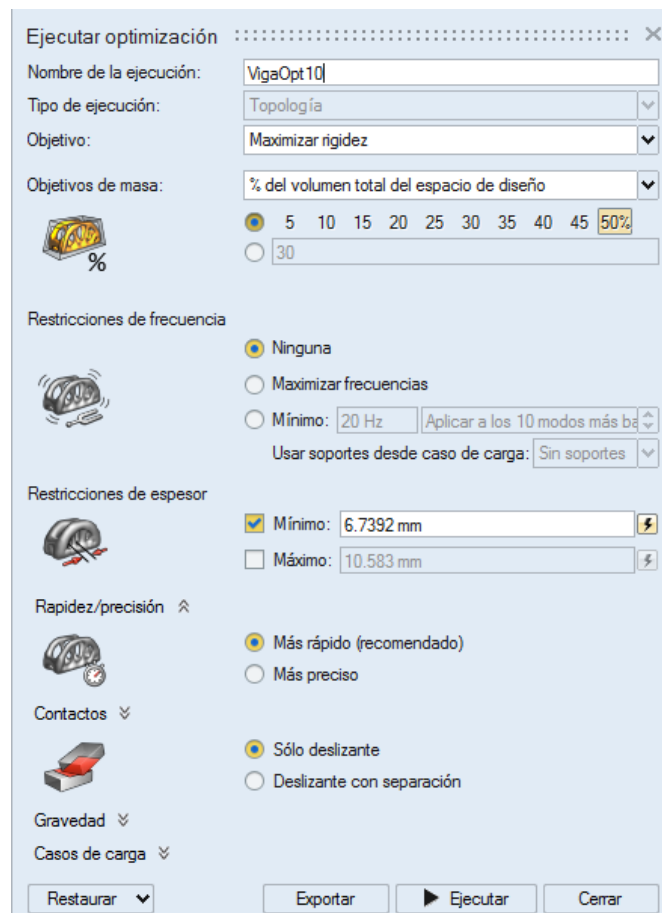 Ejecutar optimización
Nombre de la ejecución: VigaOpt10
Tipo de ejecución: Topología
Objetivo: Maximizar rigidez
Objetivos de masa: % del volumen total del espacio de diseño
5 10 15 20 25 30 35 40 45 50%
%
30
Restricciones de frecuencia
Ninguna
Maximizar frecuencias
Mínimo: 20 Hz Aplicar a los 10 modos más ba
Usar soportes desde caso de carga: Sin soportes
Restricciones de espesor
Mínimo: 6.7392 mm
Máximo: 10.583 mm
Rapidez/precisión
Más rápido (recomendado)
Más preciso
Contactos
Sólo deslizante
Deslizante con separación
Gravedad
Casos de carga
Restaurar Exportar Ejecutar Cerrar